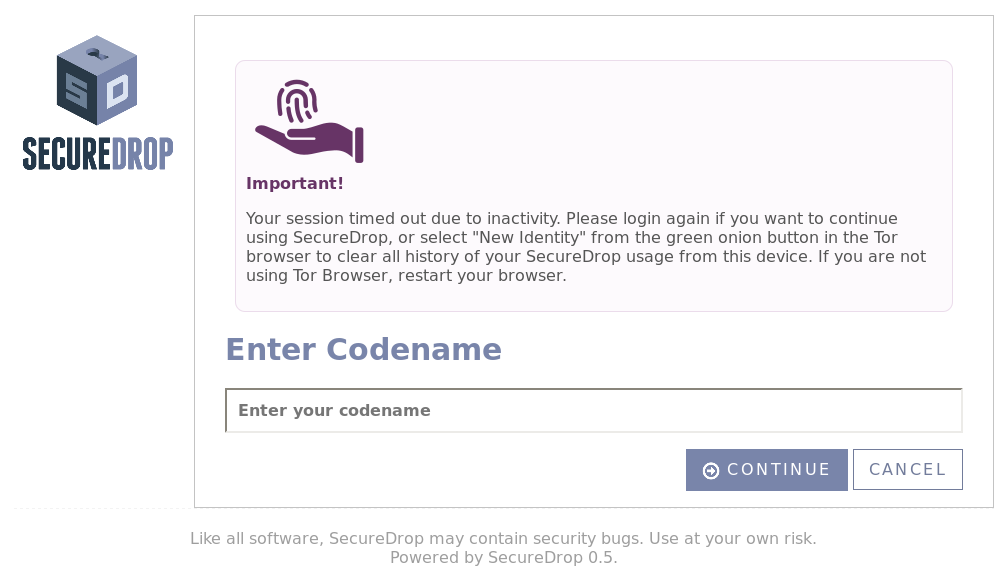 SD
SECUREDROP
Important!
Your session timed out due to inactivity. Please login again if you want to continue
using SecureDrop, or select "New Identity" from the green onion button in the Tor
browser to clear all history of your SecureDrop usage from this device. If you are not
using Tor Browser, restart your browser.
Enter Codename
Enter your codename
CONTINUE CANCEL
Like all software, SecureDrop may contain security bugs. Use at your own risk.
Powered by SecureDrop 0.5.